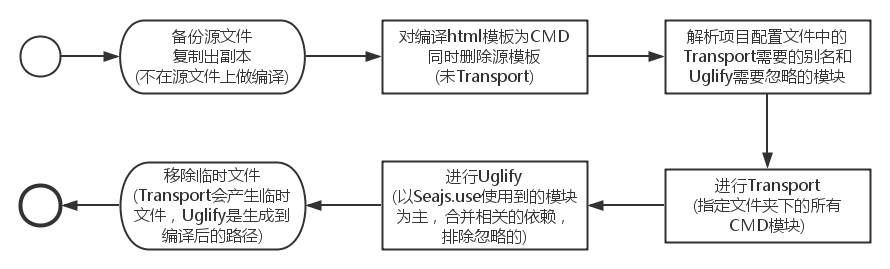 备份源文件
复制出副本
(不在源文件上做编译)
对编译html模板为CMD
同时删除源模板
(未Transport)
解析项目配置文件中的
Transport需要的别名和
Uglify需要忽略的模块
进行Transport
(指定文件夹下的所有
CMD模块)
进行Uglify
(以Seajs.use使用到的模块
为主，合并相关的依赖，
排除忽略的)
移除临时文件
(Transport会产生临时
文件，Uglify是生成到
编译后的路径)